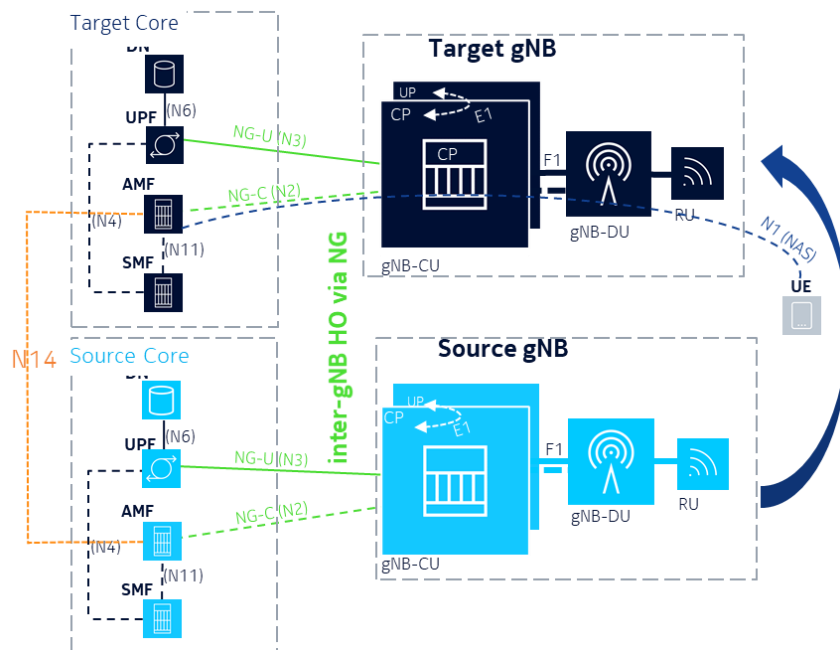 Target Core
DN
(N6)
UPF
AMF
(N4)
(N11)
SMF
NG-U (N3)
NG-C (N2)
Target gNB
UP
CP
E1
CP
F1
gNB-CU
gNB-DU
RU
N1 (NAS)
UE
inter-gNB HO via NG
N14
Source Core
DN
(N6)
UPF
AMF
(N4)
(N11)
SMF
NG-U (N3)
NG-C (N2)
Source gNB
UP
CP
E1
F1
gNB-CU
gNB-DU
RU